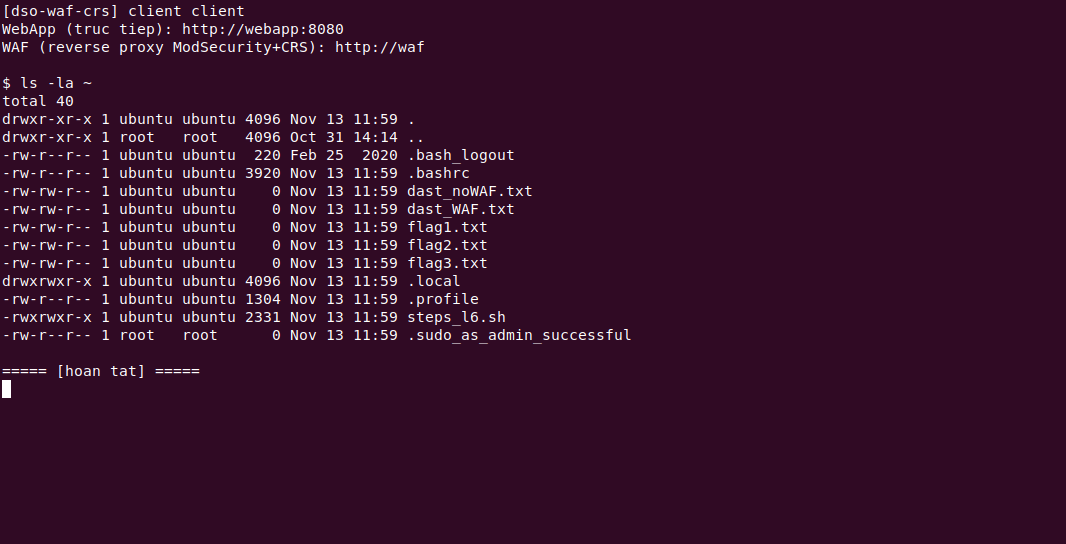 [dso-waf-crs] client client
WebApp (truc tiep): http://webapp:8080
WAF (reverse proxy ModSecurity+CRS): http://waf
$ ls -la ~
total 40
drwxr-xr-x 1 ubuntu ubuntu 4096 Nov 13 11:59 .
drwxr-xr-x 1 root   root   4096 Oct 31 14:14 ..
-rw-r--r-- 1 ubuntu ubuntu  220 Feb 25  2020 .bash_logout
-rw-r--r-- 1 ubuntu ubuntu 3920 Nov 13 11:59 .bashrc
-rw-rw-r-- 1 ubuntu ubuntu    0 Nov 13 11:59 dast_noWAF.txt
-rw-rw-r-- 1 ubuntu ubuntu    0 Nov 13 11:59 dast_WAF.txt
-rw-rw-r-- 1 ubuntu ubuntu    0 Nov 13 11:59 flag1.txt
-rw-rw-r-- 1 ubuntu ubuntu    0 Nov 13 11:59 flag2.txt
-rw-rw-r-- 1 ubuntu ubuntu    0 Nov 13 11:59 flag3.txt
drwxrwxr-x 1 ubuntu ubuntu 4096 Nov 13 11:59 .local
-rw-r--r-- 1 ubuntu ubuntu 1304 Nov 13 11:59 .profile
-rwxrwxr-x 1 ubuntu ubuntu 2331 Nov 13 11:59 steps_l6.sh
-rw-r--r-- 1 root   root      0 Nov 13 11:59 .sudo_as_admin_successful
===== [hoan tat] =====